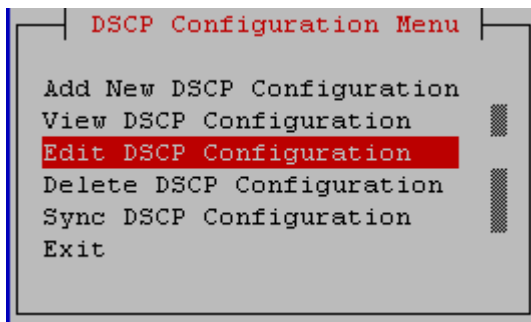 DSCP Configuration Menu
Add New DSCP Configuration
View DSCP Configuration
Edit DSCP Configuration
Delete DSCP Configuration
Sync DSCP Configuration
Exit